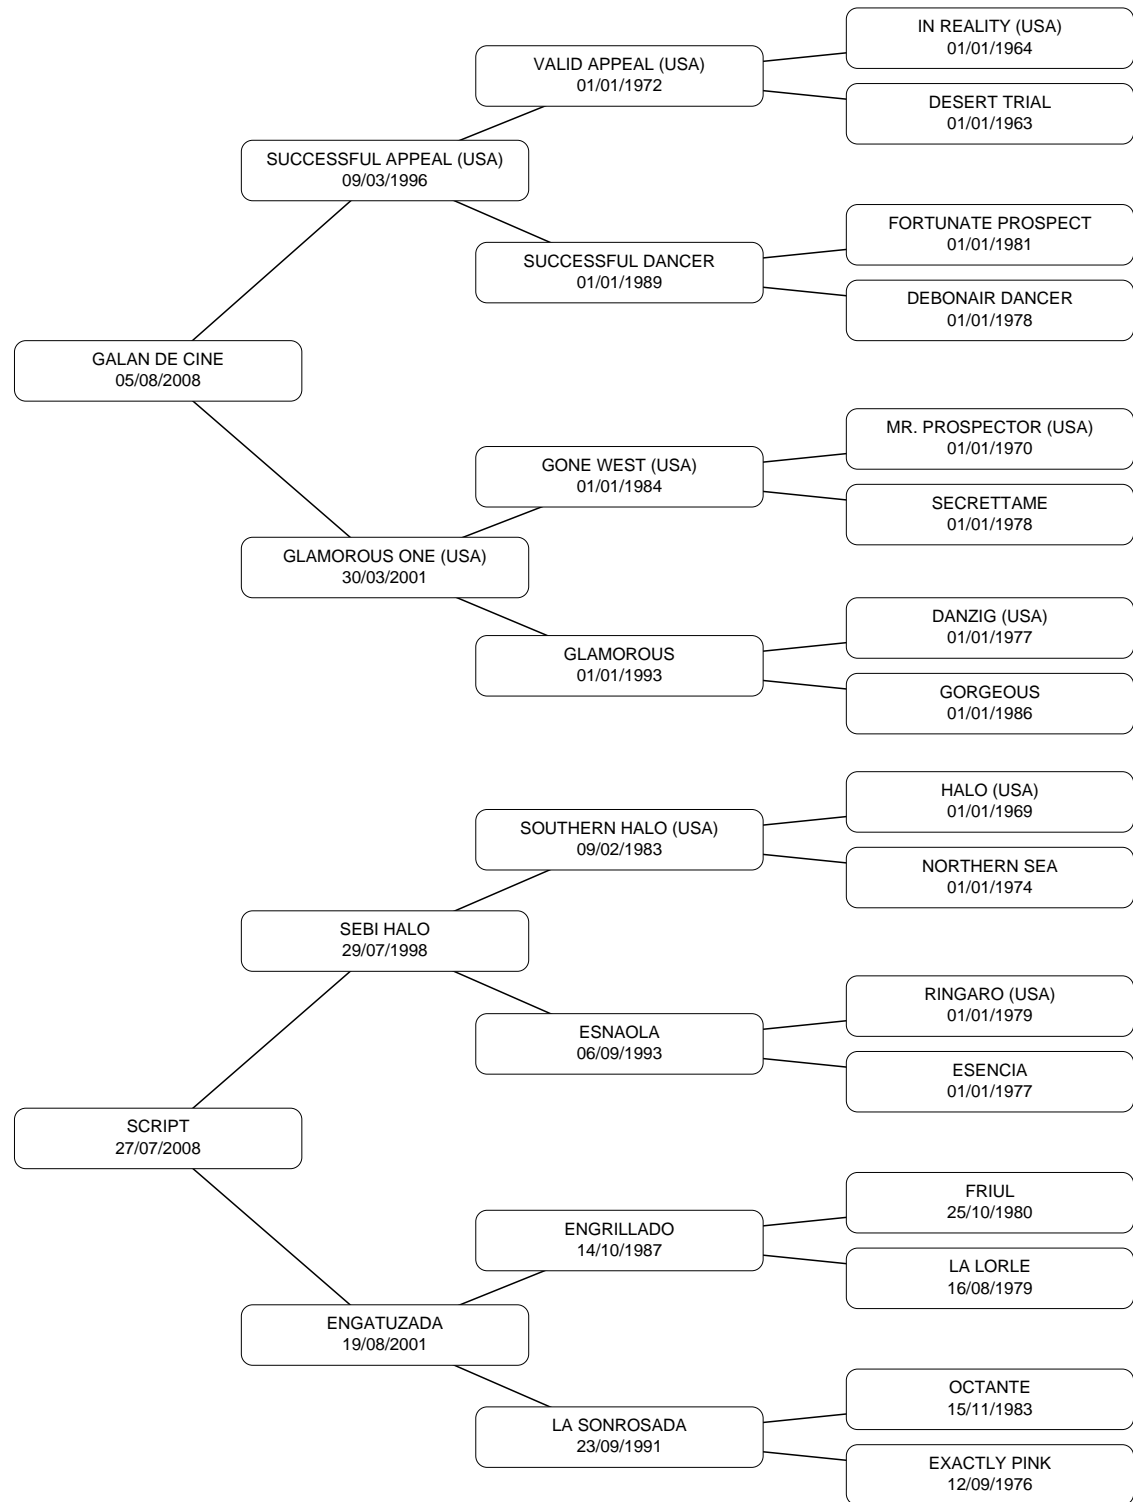 IN REALITY (USA)
01/01/1964
VALID APPEAL (USA)
01/01/1972
DESERT TRIAL
01/01/1963
SUCCESSFUL APPEAL (USA)
09/03/1996
FORTUNATE PROSPECT
01/01/1981
SUCCESSFUL DANCER
01/01/1989
DEBONAIR DANCER
01/01/1978
GALAN DE CINE
05/08/2008
MR. PROSPECTOR (USA)
01/01/1970
GONE WEST (USA)
01/01/1984
SECRETTAME
01/01/1978
GLAMOROUS ONE (USA)
30/03/2001
DANZIG (USA)
01/01/1977
GLAMOROUS
01/01/1993
GORGEOUS
01/01/1986
HALO (USA)
01/01/1969
SOUTHERN HALO (USA)
09/02/1983
NORTHERN SEA
01/01/1974
SEBI HALO
29/07/1998
RINGARO (USA)
01/01/1979
ESNAOLA
06/09/1993
ESENCIA
01/01/1977
SCRIPT
27/07/2008
FRIUL
25/10/1980
ENGRILLADO
14/10/1987
LA LORLE
16/08/1979
ENGATUZADA
19/08/2001
OCTANTE
15/11/1983
LA SONROSADA
23/09/1991
EXACTLY PINK
12/09/1976